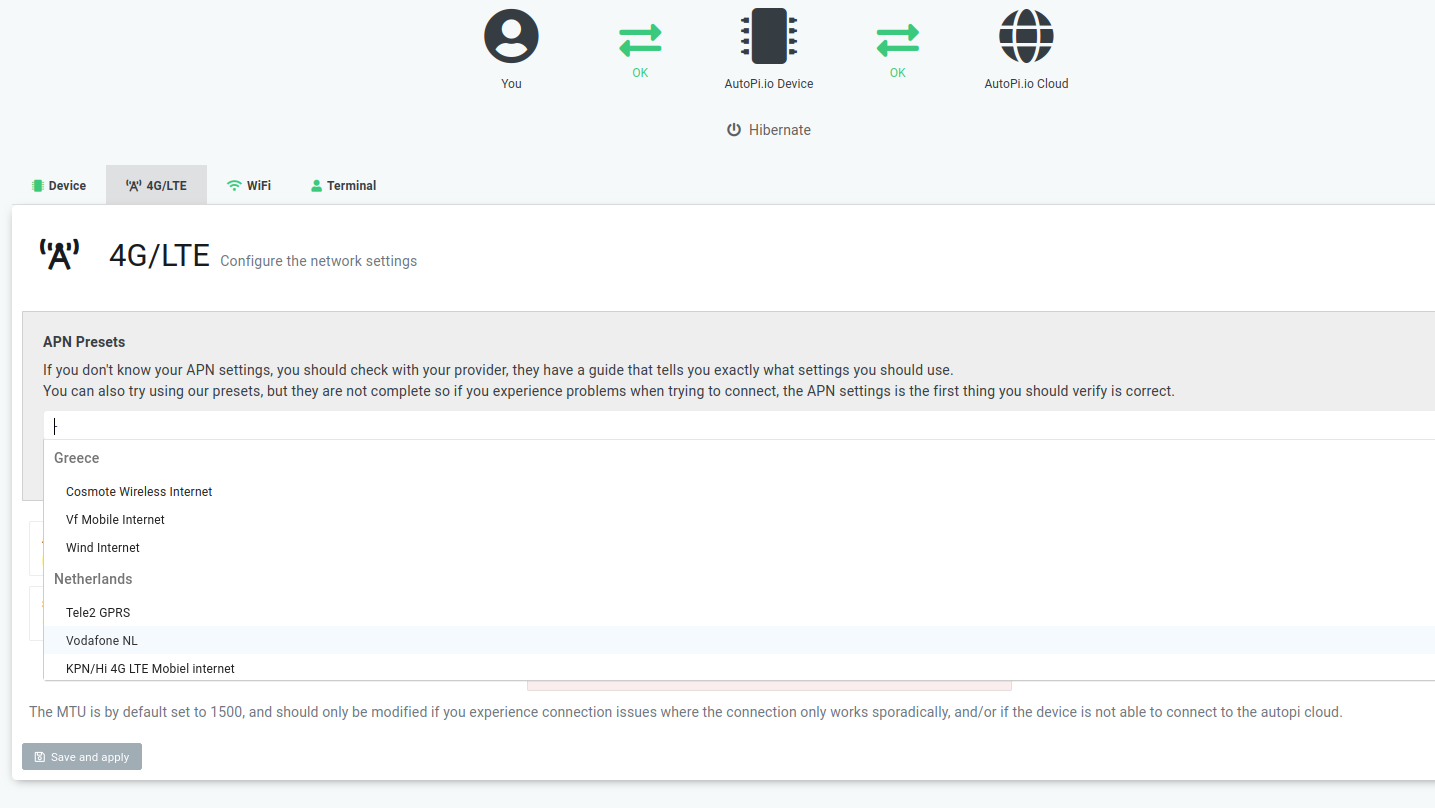 You
OK
AutoPi.io Device
OK
AutoPi.io Cloud
Hibernate
Device
4G/LTE
WiFi
Terminal
4G/LTE Configure the network settings
APN Presets
If you don't know your APN settings, you should check with your provider, they have a guide that tells you exactly what settings you should use.
You can also try using our presets, but they are not complete so if you experience problems when trying to connect, the APN settings is the first thing you should verify is correct.
Greece
Cosmote Wireless Internet
Vf Mobile Internet
Wind Internet
Netherlands
Tele2 GPRS
Vodafone NL
KPN/Hi 4G LTE Mobiel internet
The MTU is by default set to 1500, and should only be modified if you experience connection issues where the connection only works sporadically, and/or if the device is not able to connect to the autopi cloud.
Save and apply